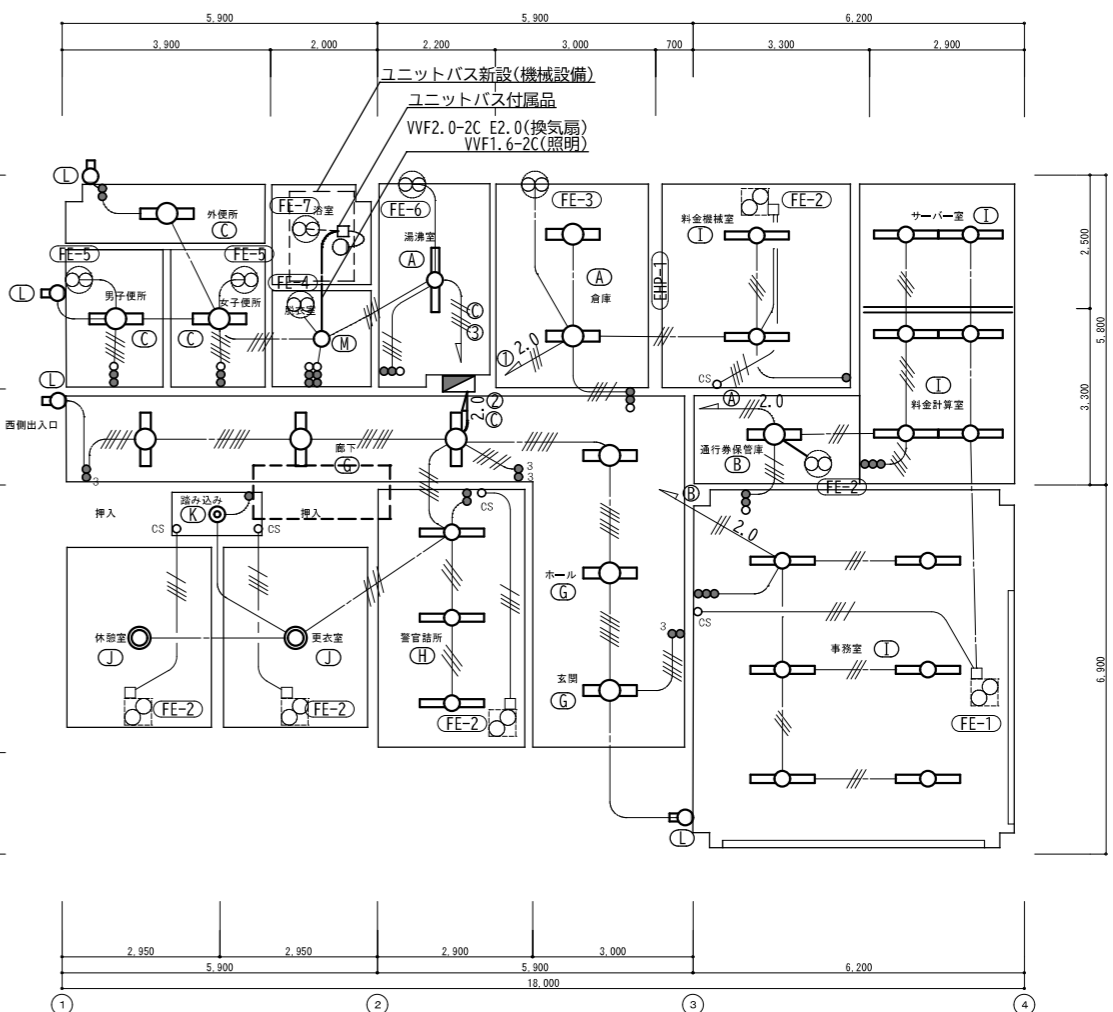 5,900 5,900 6,200
3,900 2,000 2,200 3,000 700 3,300 2,900
ユニットバス新設(機械設備)
ユニットバス付属品
VVF2.0-2C E2.0(換気扇)
VVF1.6-2C(照明)
L
外便所
C
FE-7
浴室
FE-6
湯沸室
A
FE-3
A
倉庫
EHP-1
FE-2
料金機械室
I
サーバー室
I
2,500
5,800
3,300
FE-5
男子便所
C
L
FE-5
女子便所
C
FE-4
脱衣室
M
C
3
1
2.0
CS
I
料金計算室
L
西側出入口
3
廊下
G
2.0
2
C
3
3
A
2.0
通行券保管庫
B
FE-2
B
2.0
押入
踏み込み
K
押入
CS
CS
CS
休憩室
J
FE-2
更衣室
J
FE-2
警官詰所
H
FE-2
ホール
G
3
玄関
G
L
CS
事務室
I
FE-1
6,900
2,950 2,950 2,900 3,000
5,900 5,900 6,200
18,000
1 2 3 4